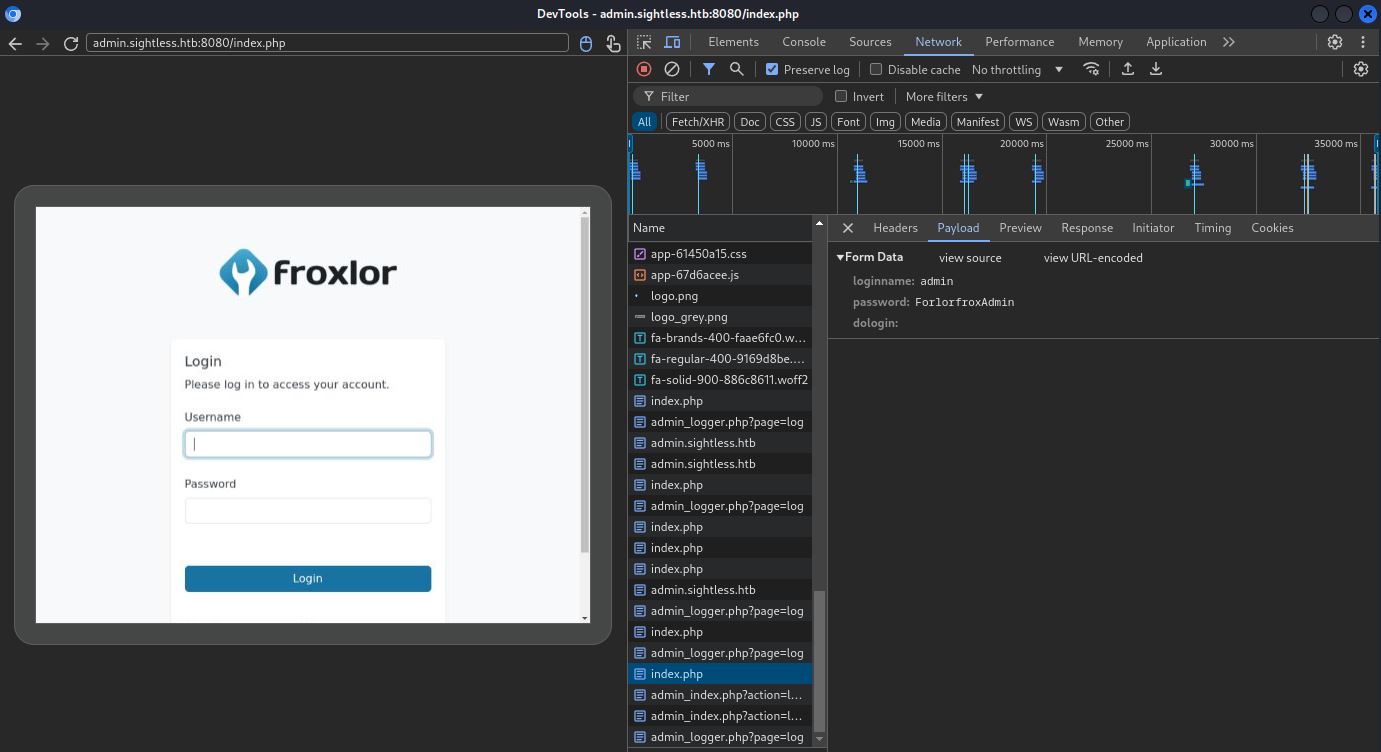 DevTools - admin.sightless.htb:8080/index.php
admin.sightless.htb:8080/index.php
Elements Console Sources Network Performance Memory Application
Preserve log Disable cache No throttling
Filter Invert More filters
All Fetch/XHR Doc CSS JS Font Img Media Manifest WS Wasm Other
5000 ms 10000 ms 15000 ms 20000 ms 25000 ms 30000 ms 35000 ms
Name
app-61450a15.css
app-67d6acee.js
logo.png
logo_grey.png
fa-brands-400-faae6fc0.w...
fa-regular-400-9169d8be....
fa-solid-900-886c8611.woff2
index.php
admin_logger.php?page=log
admin.sightless.htb
admin.sightless.htb
index.php
admin_logger.php?page=log
index.php
index.php
index.php
admin.sightless.htb
admin_logger.php?page=log
index.php
admin_logger.php?page=log
index.php
admin_index.php?action=l...
admin_index.php?action=l...
admin_logger.php?page=log
Headers Payload Preview Response Initiator Timing Cookies
Form Data view source view URL-encoded
loginname: admin
password: ForlorfroxAdmin
dologin:
froxlor
Login
Please log in to access your account.
Username
Password
Login